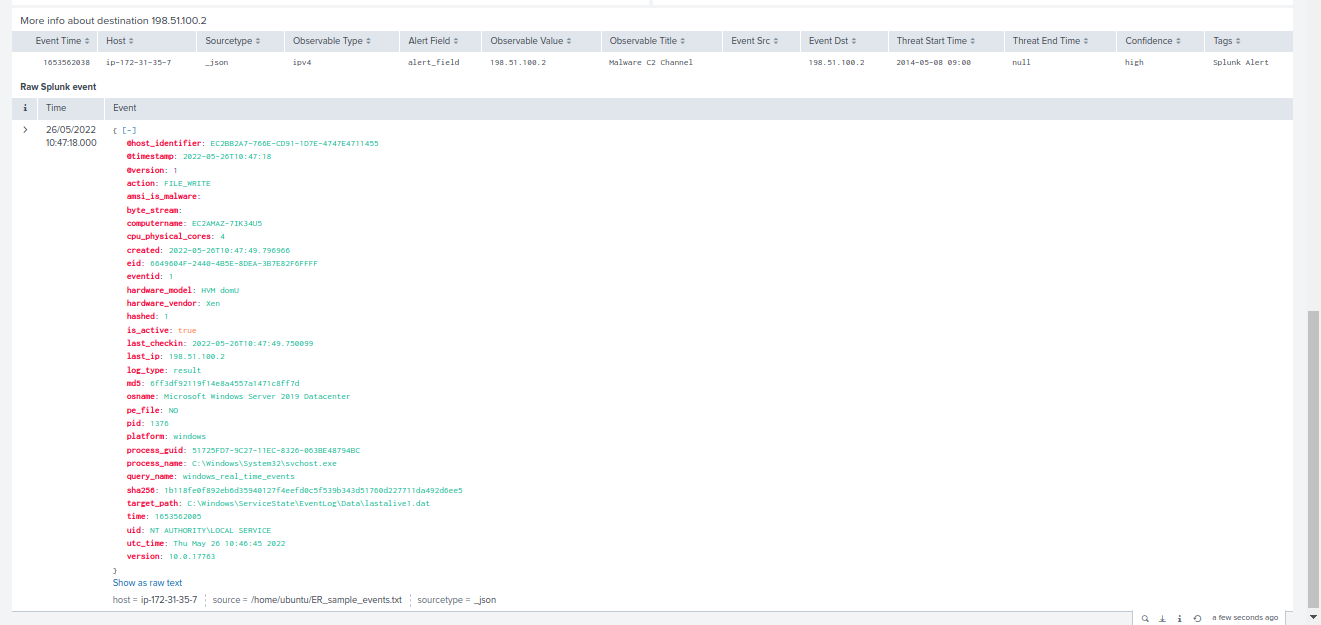 More info about destination 198.51.100.2
Event Time Host Sourcetype Observable Type Alert Field Observable Value Observable Title Event Src Event Dst Threat Start Time Threat End Time Confidence Tags
1653562038 ip-172-31-35-7 _json ipv4 alert_field 198.51.100.2 Malware C2 Channel 198.51.100.2 2014-05-08 09:00 null high Splunk Alert
Raw Splunk event
i Time Event
> 26/05/2022 { [-]
10:47:18.000
@host_identifier: EC2BB2A7-766E-CD91-1D7E-4747E4711455
@timestamp: 2022-05-26T10:47:18
@version: 1
action: FILE_WRITE
amsi_is_malware:
byte_stream:
computername: EC2AMAZ-7IK34U5
cpu_physical_cores: 4
created: 2022-05-26T10:47:49.796966
eid: 6649604F-2440-4B5E-8DEA-3B7E82F6FFFF
eventid: 1
hardware_model: HVM domU
hardware_vendor: Xen
hashed: 1
is_active: true
last_checkin: 2022-05-26T10:47:49.750099
last_ip: 198.51.100.2
log_type: result
md5: 6ff3df92119f14e8a4557a1471c8ff7d
osname: Microsoft Windows Server 2019 Datacenter
pe_file: NO
pid: 1376
platform: windows
process_guid: 51725FD7-9C27-11EC-8326-063BE48794BC
process_name: C:\Windows\System32\svchost.exe
query_name: windows_real_time_events
sha256: 1b118fe0f892eb6d35940127f4eefd0c5f539b343d51760d227711da492d6ee5
target_path: C:\Windows\ServiceState\EventLog\Data\lastalive1.dat
time: 1653562005
uid: NT AUTHORITY\LOCAL SERVICE
utc_time: Thu May 26 10:46:45 2022
version: 10.0.17763
}
Show as raw text
host = ip-172-31-35-7 source = /home/ubuntu/ER_sample_events.txt sourcetype = _json
a few seconds ago